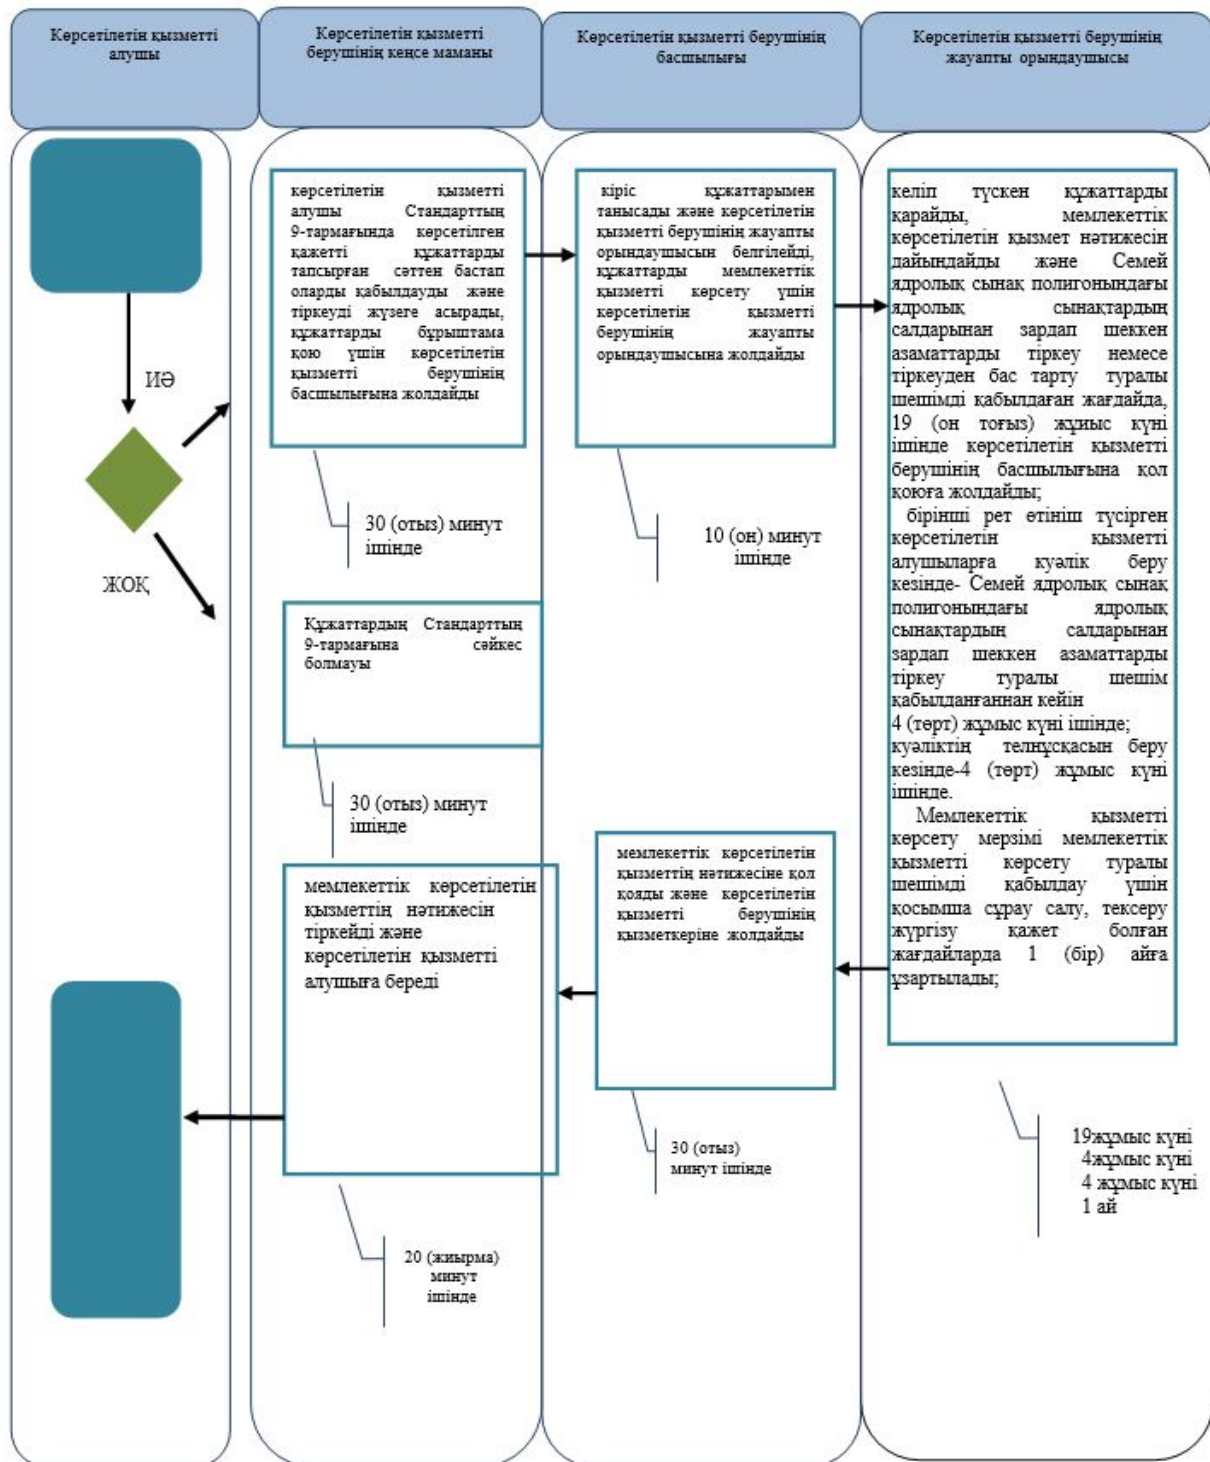 Көрсетілетін қызметті
алушы
Көрсетілетін қызметті
берушінің кеңсе маманы
Көрсетілетін қызметті берушінің
басшылығы
Көрсетілетін қызметті берушінің
жауапты орындаушысы
көрсетілетін қызметті
алушы Стандарттың
9-тармағында көрсетілген
қажетті құжаттарды
тапсырған сәттен бастап
оларды қабылдауды және
тіркеуді жүзеге асырады,
құжаттарды бұрыштама
қою үшін көрсетілетін
қызметті берушінің
басшылығына жолдайды
30 (отыз) минут
ішінде
кіріс құжаттарымен
танысады және көрсетілетін
қызметті берушінің жауапты
орындаушысын белгілейді,
құжаттарды мемлекеттік
қызметті көрсету үшін
көрсетілетін қызметті
берушінің жауапты
орындаушысына жолдайды
10 (он) минут
ішінде
келіп түскен құжаттарды
қарайды, мемлекеттік
көрсетілетін қызмет нәтижесін
дайындайды және Семей
ядролық сынақ полигонындағы
ядролық сынақтардың
салдарынан зардап шеккен
азаматтарды тіркеу немесе
тіркеуден бас тарту туралы
шешімді қабылдаған жағдайда,
19 (он тоғыз) жұмыс күні
ішінде көрсетілетін қызметті
берушінің басшылығына қол
қоюға жолдайды;
бірінші рет өтініш түсірген
көрсетілетін қызметті
алушыларға куәлік беру
кезінде- Семей ядролық сынақ
полигонындағы ядролық
сынақтардың салдарынан
зардап шеккен азаматтарды
тіркеу туралы шешім
қабылданғаннан кейін
4 (төрт) жұмыс күні ішінде;
куәліктің телнұсқасын беру
кезінде-4 (төрт) жұмыс күні
ішінде.
Мемлекеттік қызметті
көрсету мерзімі мемлекеттік
қызметті көрсету туралы
шешімді қабылдау үшін
қосымша сұрау салу, тексеру
жүргізу қажет болған
жағдайларда 1 (бір) айға
ұзартылады;
19жұмыс күні
4жұмыс күні
4 жұмыс күні
1 ай
ИӘ
ЖОҚ
Құжаттардың Стандарттың
9-тармағына сәйкес
болмауы
30 (отыз) минут
ішінде
мемлекеттік көрсетілетін
қызметтің нәтижесіне қол
қояды және көрсетілетін
қызметті берушінің
қызметкеріне жолдайды
30 (отыз)
минут ішінде
мемлекеттік көрсетілетін
қызметтің нәтижесін
тіркейді және
көрсетілетін қызметті
алушыға береді
20 (жиырма)
минут
ішінде